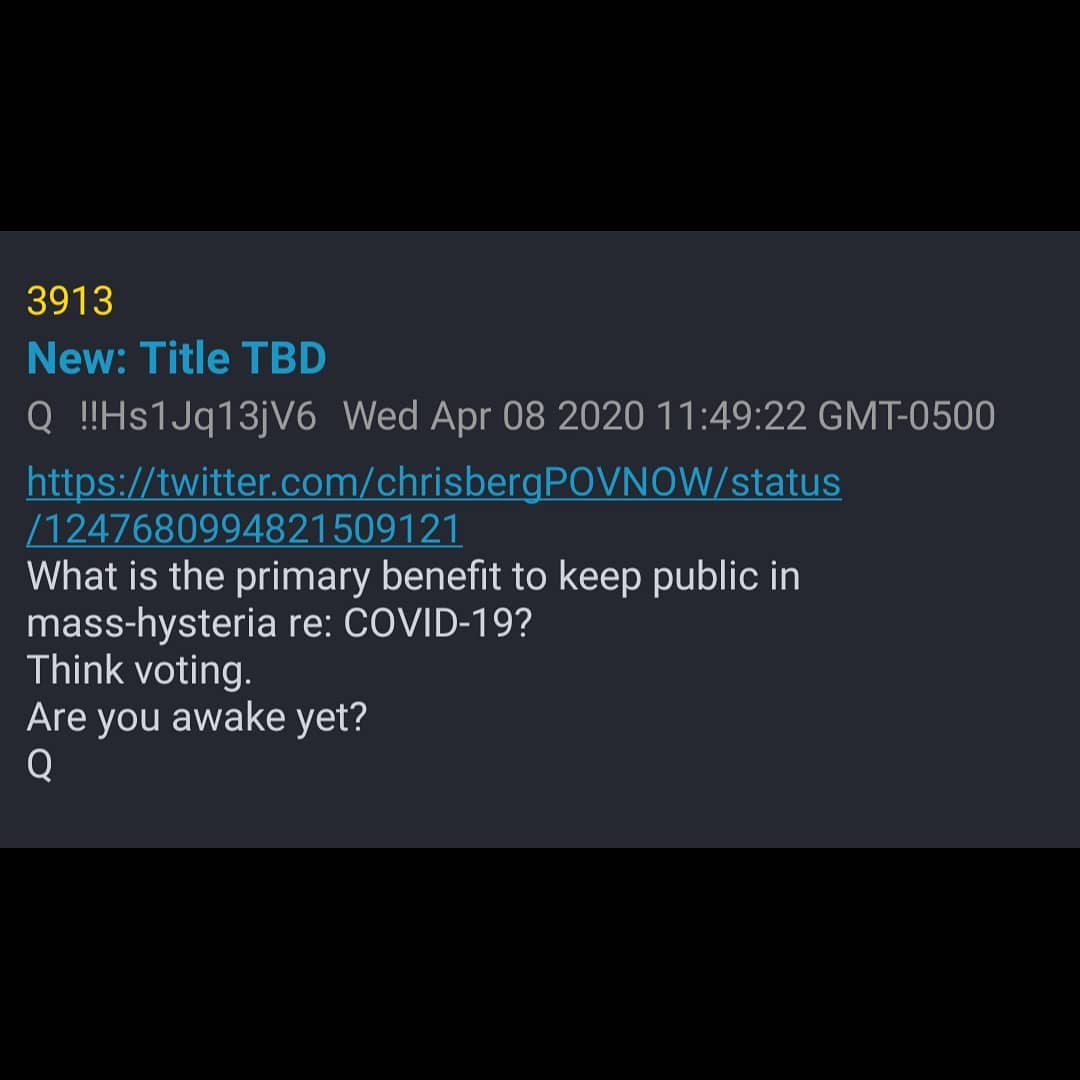 3913
New: Title TBD
Q !!Hs1Jq13jV6 Wed Apr 08 2020 11:49:22 GMT-0500
https://twitter.com/chrisbergPOVNOW/status
/1247680994821509121
What is the primary benefit to keep public in
mass-hysteria re: COVID-19?
Think voting.
Are you awake yet?
Q